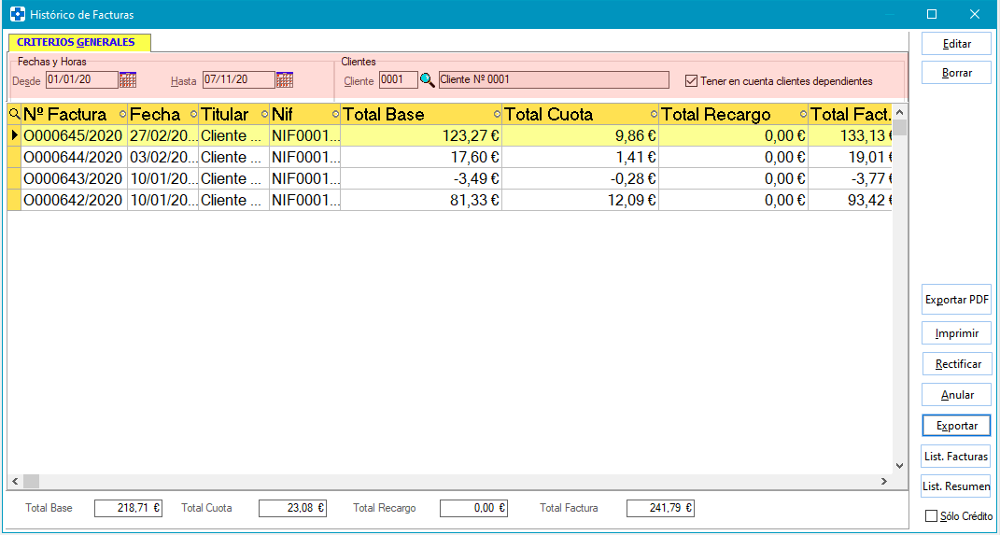 Histórico de Facturas
CRITERIOS GENERALES
Fechas y Horas
Desde 01/01/20 Hasta 07/11/20
Clientes
Cliente 0001 Cliente Nº 0001 Tener en cuenta clientes dependientes
Nº Factura Fecha Titular Nif Total Base Total Cuota Total Recargo Total Fact.
O000645/2020 27/02/20... Cliente ... NIF0001... 123,27 € 9,86 € 0,00 € 133,13 €
O000644/2020 03/02/20... Cliente ... NIF0001... 17,60 € 1,41 € 0,00 € 19,01 €
O000643/2020 10/01/20... Cliente ... NIF0001... -3,49 € -0,28 € 0,00 € -3,77 €
O000642/2020 10/01/20... Cliente ... NIF0001... 81,33 € 12,09 € 0,00 € 93,42 €
Total Base 218,71 € Total Cuota 23,08 € Total Recargo 0,00 € Total Factura 241,79 €
Editar
Borrar
Exportar PDF
Imprimir
Rectificar
Anular
Exportar
List. Facturas
List. Resumen
Sólo Crédito